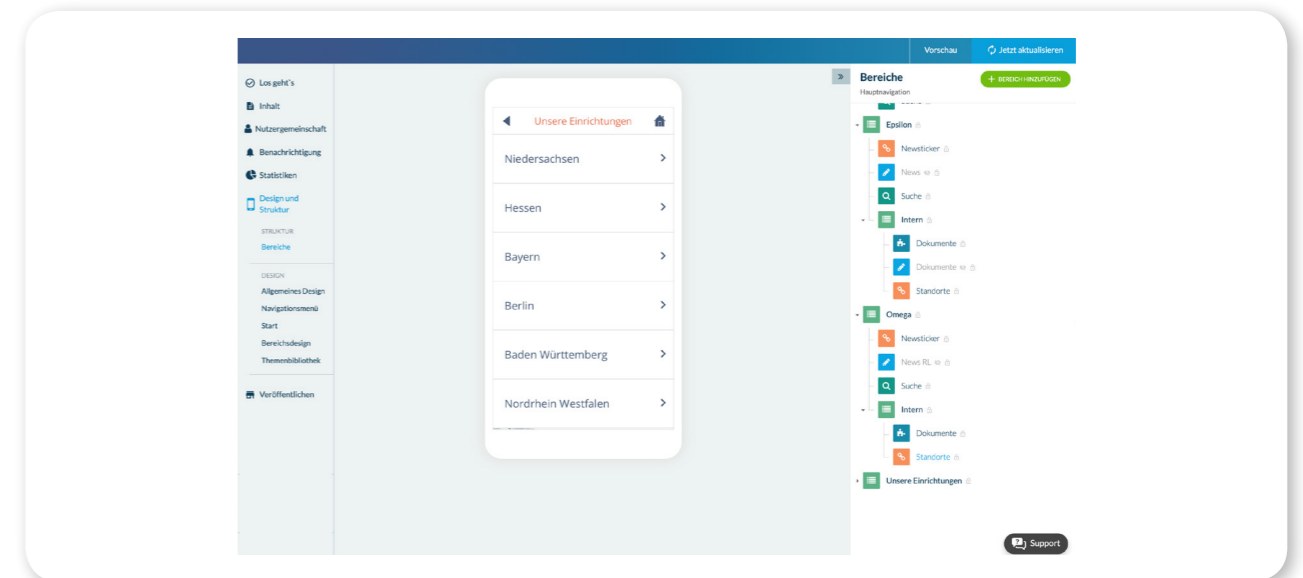 Vorschau
Jetzt aktualisieren
Los geht's
Inhalt
Nutzergemeinschaft
Benachrichtigung
Statistiken
Design und
Struktur
STRUKTUR
Bereiche
DESIGN
Allgemeines Design
Navigationsmenü
Start
Bereichsdesign
Themenbibliothek
Veröffentlichen
Unsere Einrichtungen
Niedersachsen
Hessen
Bayern
Berlin
Baden Württemberg
Nordrhein Westfalen
Bereiche
Hauptnavigation
+ BEREICH HINZUFÜGEN
Epsilon
Newsticker
News
Suche
Intern
Dokumente
Dokumente
Standorte
Omega
Newsticker
News RL
Suche
Intern
Dokumente
Standorte
Unsere Einrichtungen
Support